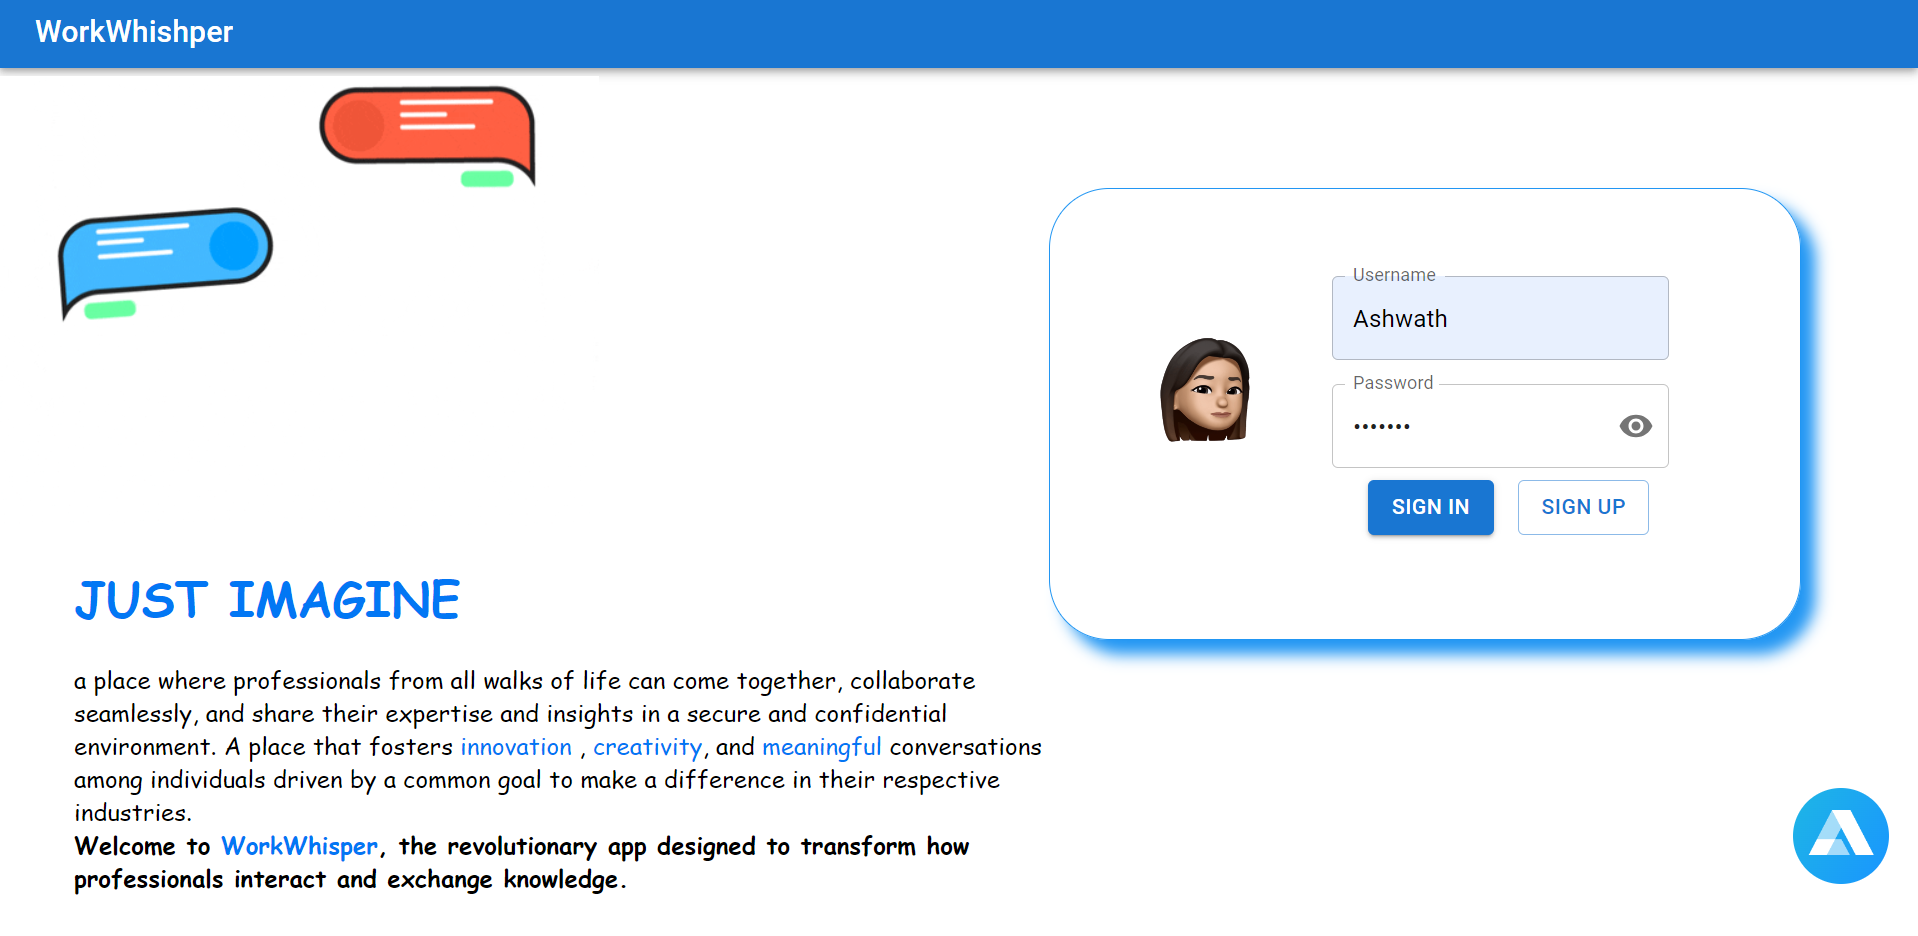 WorkWhishper
Username
Ashwath
Password
•••••••
SIGN IN
SIGN UP
JUST IMAGINE
a place where professionals from all walks of life can come together, collaborate
seamlessly, and share their expertise and insights in a secure and confidential
environment. A place that fosters innovation , creativity, and meaningful conversations
among individuals driven by a common goal to make a difference in their respective
industries.
Welcome to WorkWhisper, the revolutionary app designed to transform how
professionals interact and exchange knowledge.